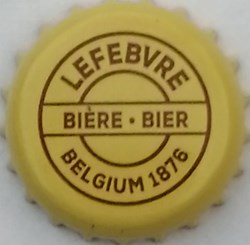 LEFEBVRE
BIÈRE • BIER
BELGIUM 1876